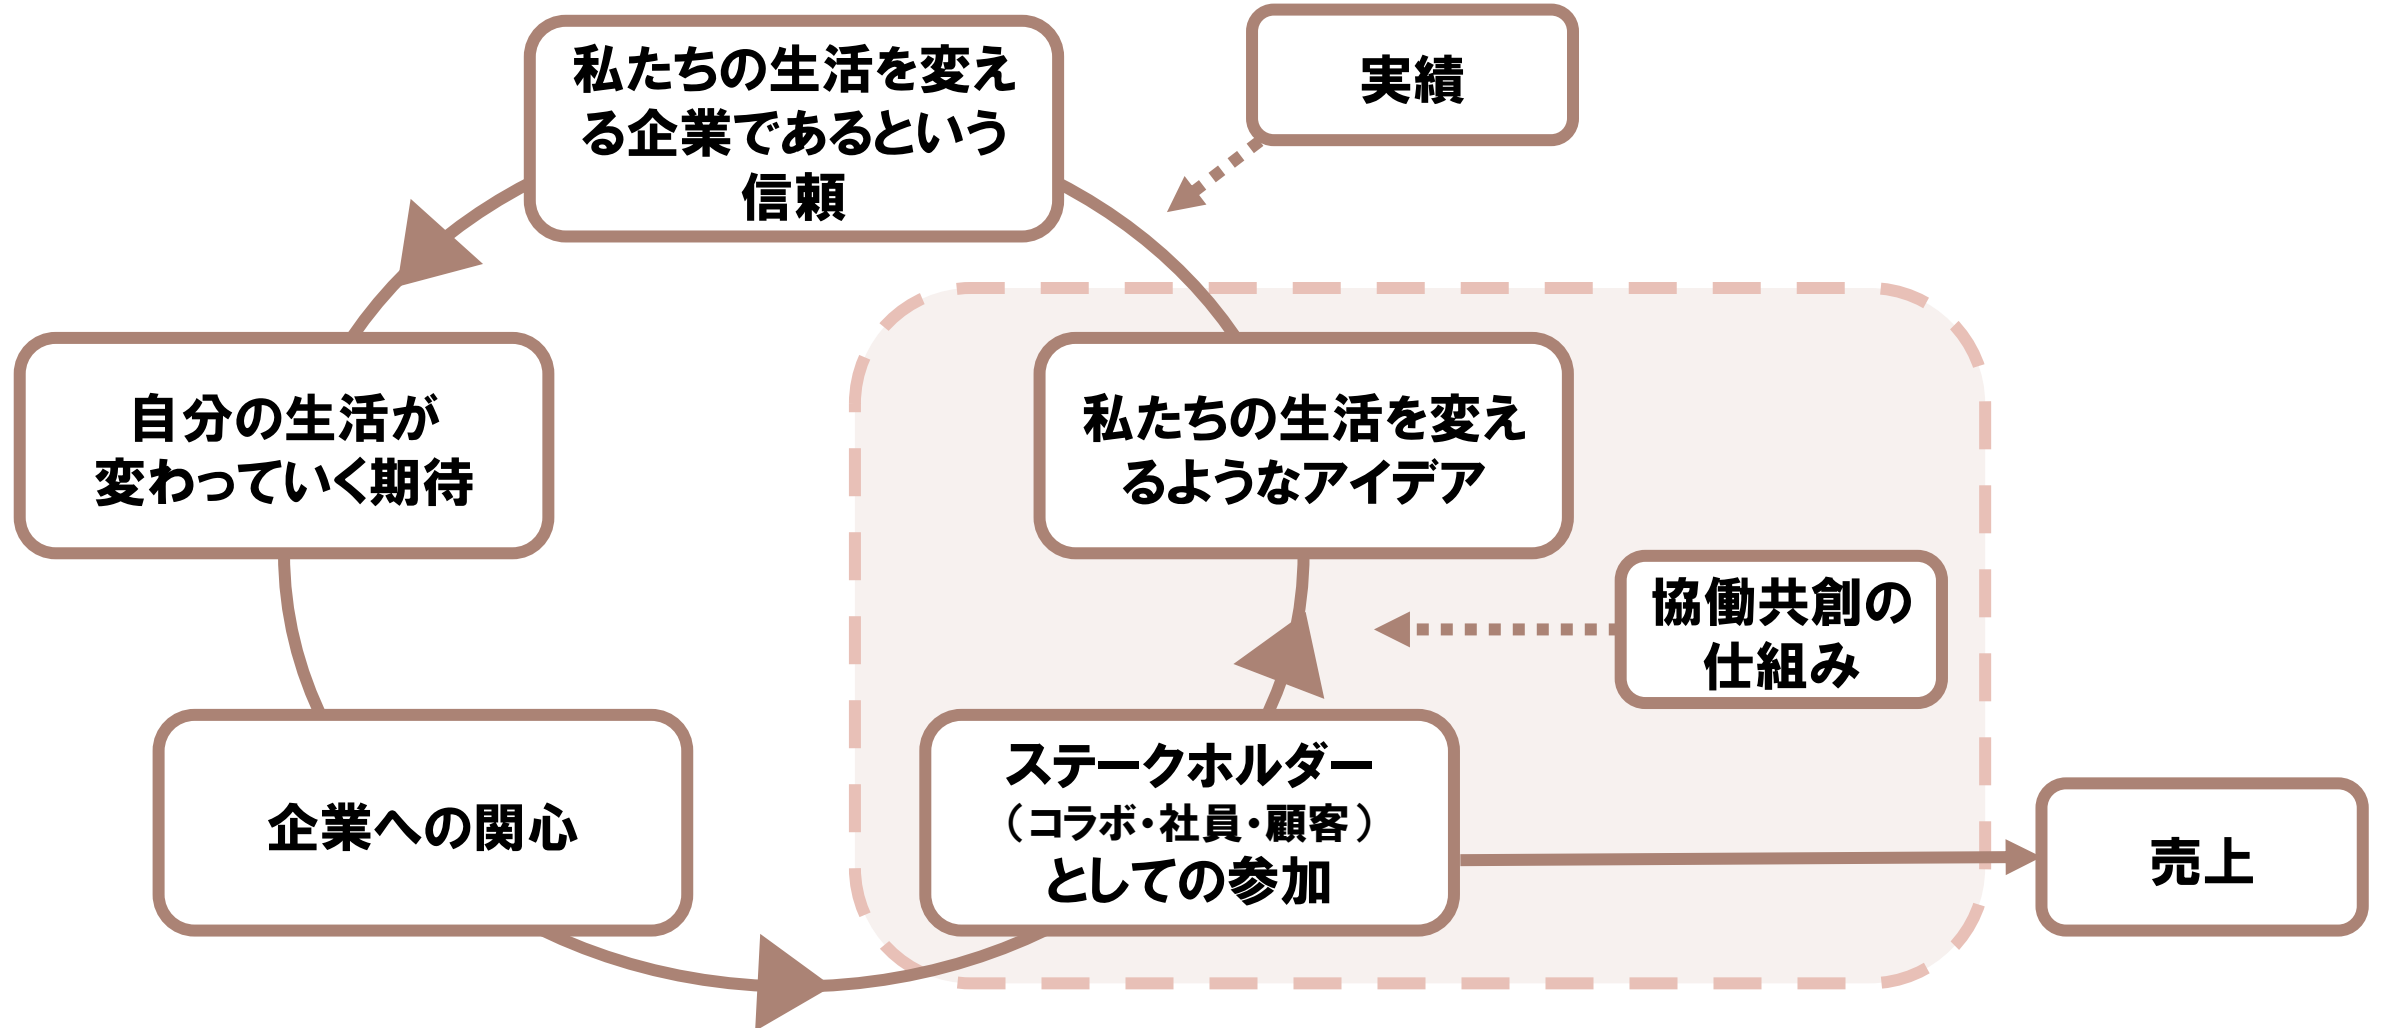 私たちの生活を変え
る企業であるという
信頼
実績
自分の生活が
変わっていく期待
私たちの生活を変え
るようなアイデア
協働共創の
仕組み
企業への関心
ステークホルダー
（コラボ・社員・顧客）
としての参加
売上